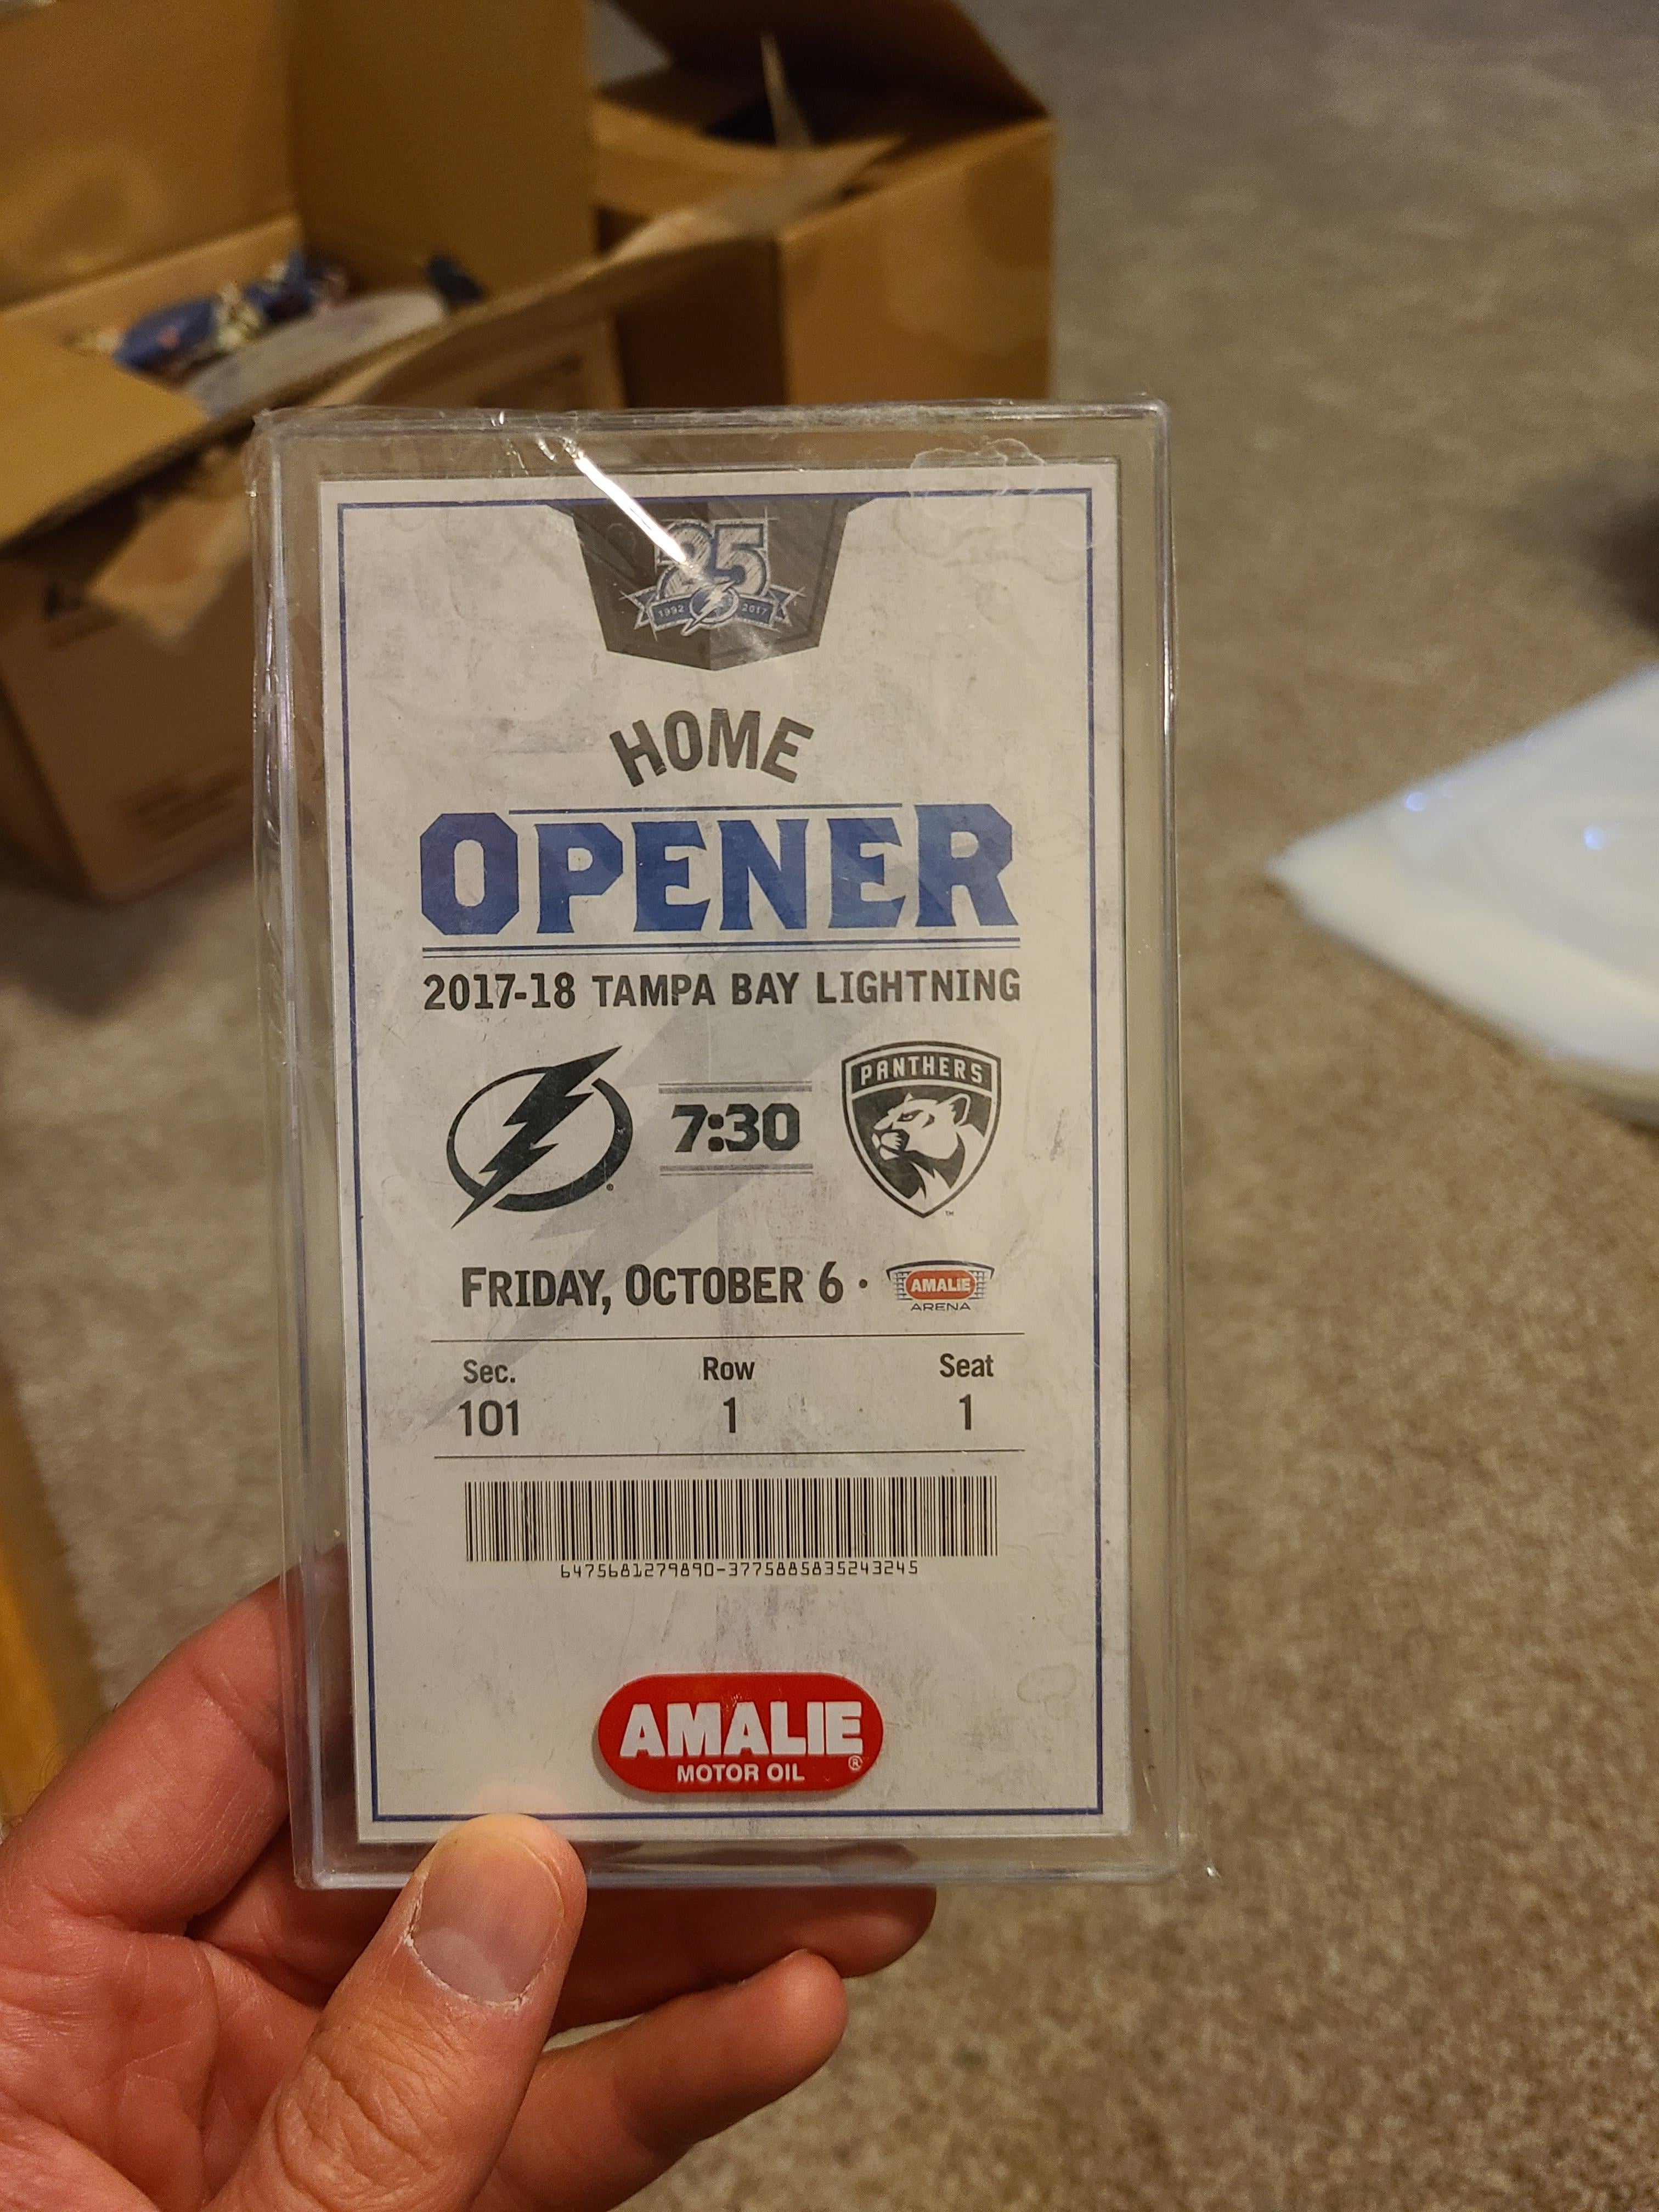 25
1992 2017
HOME
OPENER
2017-18 TAMPA BAY LIGHTNING
7:30
PANTHERS
™
FRIDAY, OCTOBER 6 · AMALIE
ARENA
Sec. Row Seat
101 1 1
6475681279890-3775885835243245
AMALIE
MOTOR OIL ®